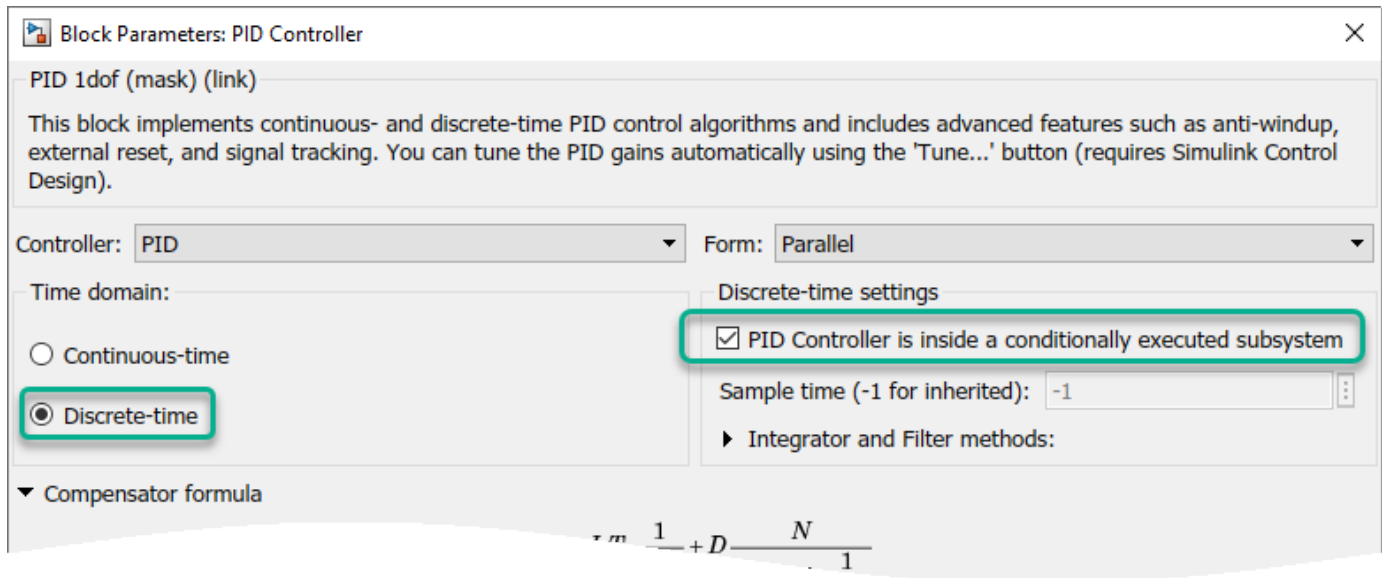 Block Parameters: PID Controller
PID 1dof (mask) (link)
This block implements continuous- and discrete-time PID control algorithms and includes advanced features such as anti-windup,
external reset, and signal tracking. You can tune the PID gains automatically using the 'Tune...' button (requires Simulink Control
Design).
Controller: PID
Form: Parallel
Time domain:
Continuous-time
Discrete-time
Discrete-time settings
PID Controller is inside a conditionally executed subsystem
Sample time (-1 for inherited): -1
Integrator and Filter methods:
Compensator formula
1 + D N
1